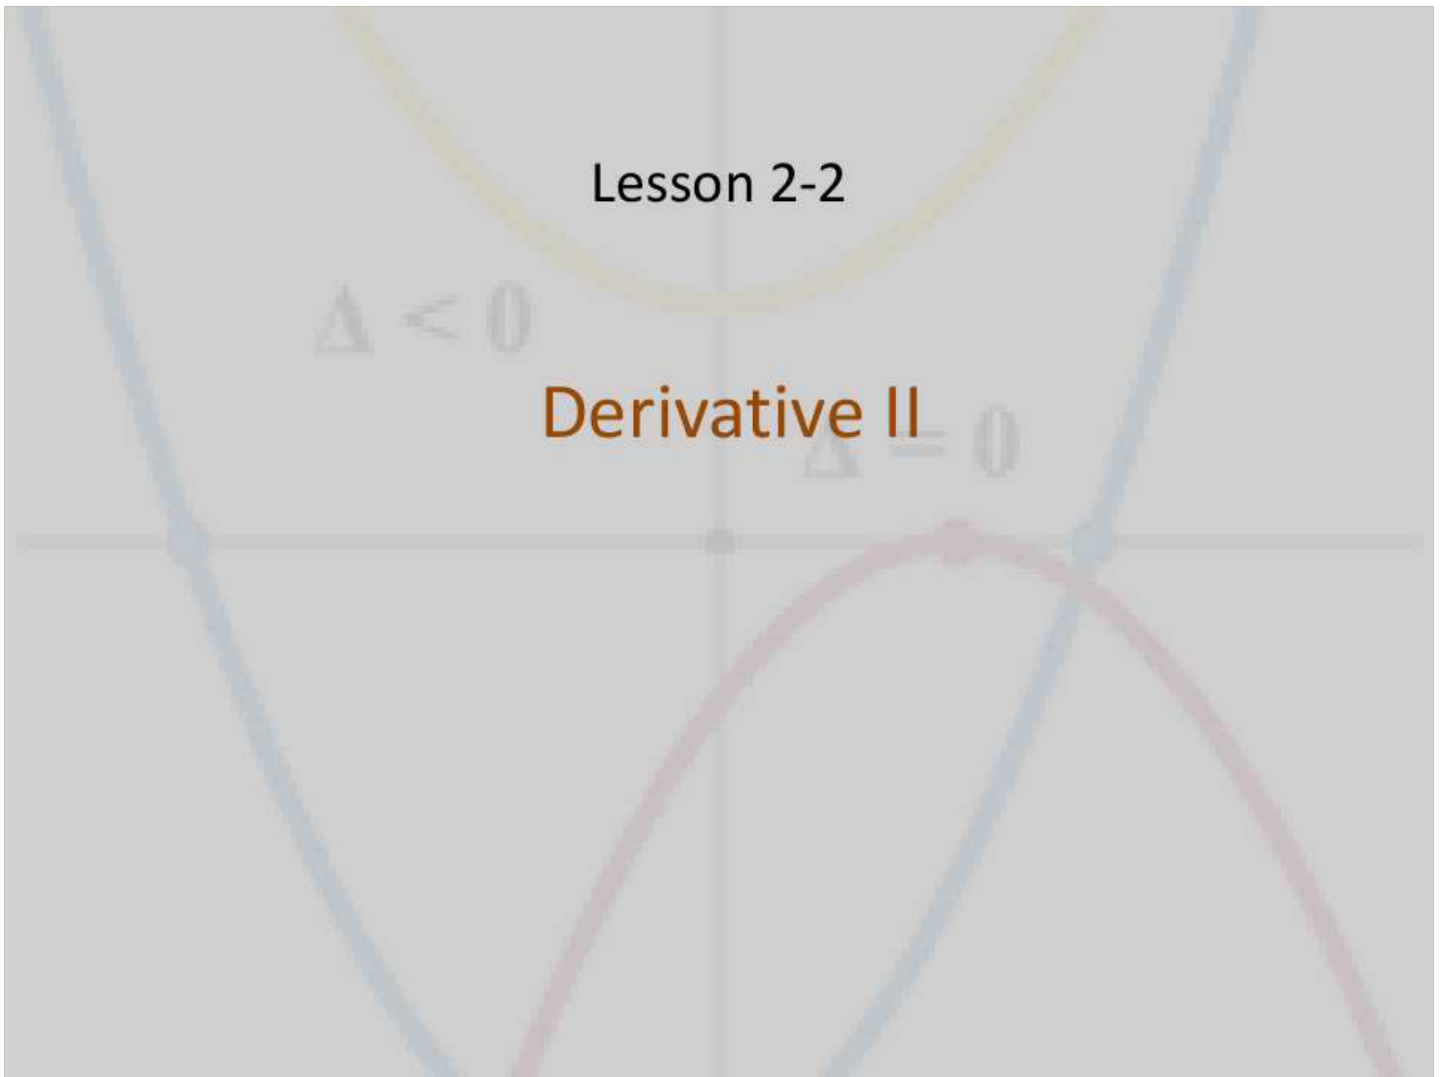 Lesson 2-2
Δ < 0
Derivative II
Δ = 0